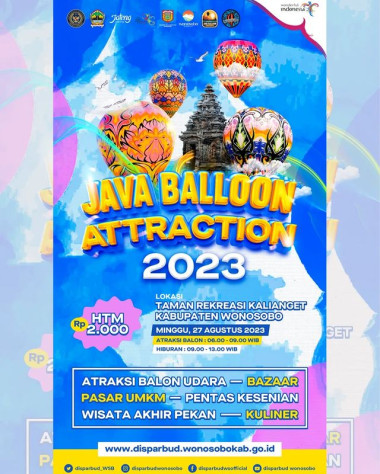 Jateng
wonderful
indonesia
JAVA BALLOON
ATTRACTION
2023
LOKASI
TAMAN REKREASI KALIANGET
KABUPATEN WONOSOBO
MINGGU, 27 AGUSTUS 2023
ATRAKSI BALON : 06.00 - 09.00 WIB
HIBURAN : 09.00 - 13.00 WIB
Rp
HTM
2.000
ATRAKSI BALON UDARA — BAZAAR
PASAR UMKM — PENTAS KESENIAN
WISATA AKHIR PEKAN — KULINER
www.disparbud.wonosobokab.go.id
disparbud_WSB
disparbudwonosobo
disparbudwsofficial
disparbud wonosobo